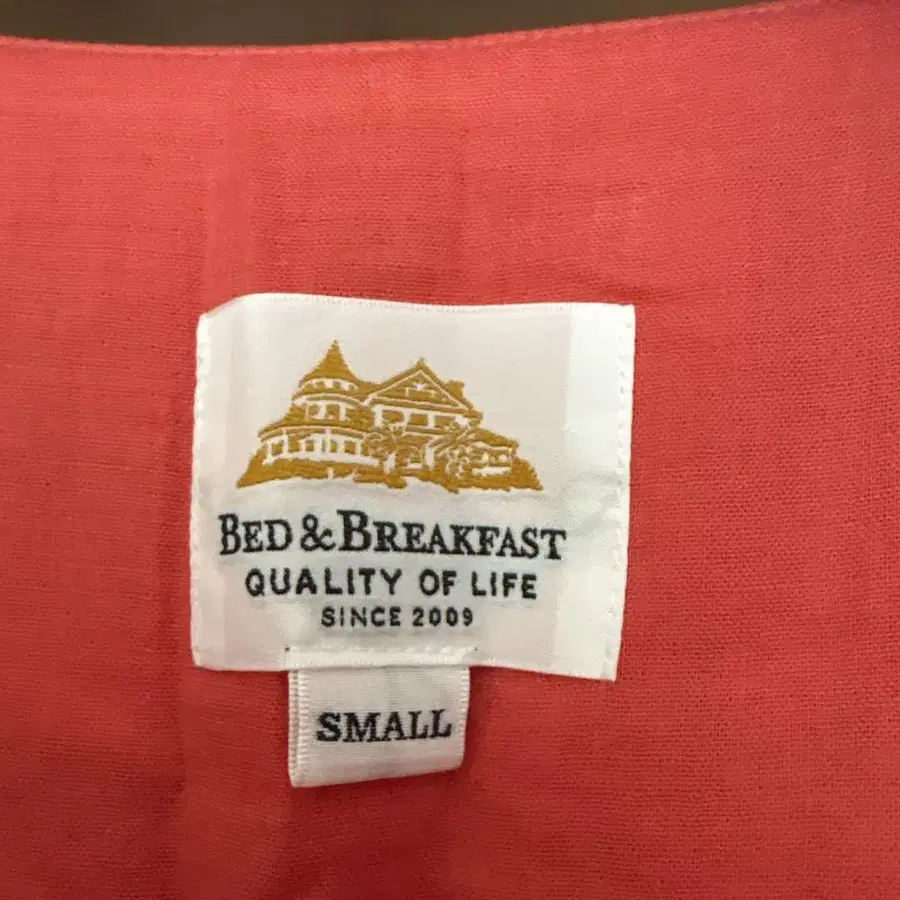 BED & BREAKFAST
QUALITY OF LIFE
SINCE 2009
SMALL